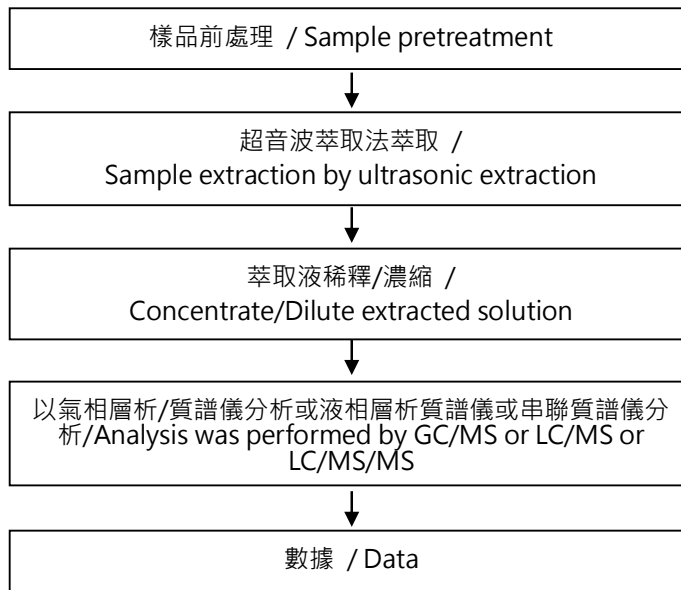 樣品前處理 / Sample pretreatment
超音波萃取法萃取 /
Sample extraction by ultrasonic extraction
萃取液稀釋/濃縮 /
Concentrate/Dilute extracted solution
以氣相層析/質譜儀分析或液相層析質譜儀或串聯質譜儀分
析/Analysis was performed by GC/MS or LC/MS or
LC/MS/MS
數據 / Data